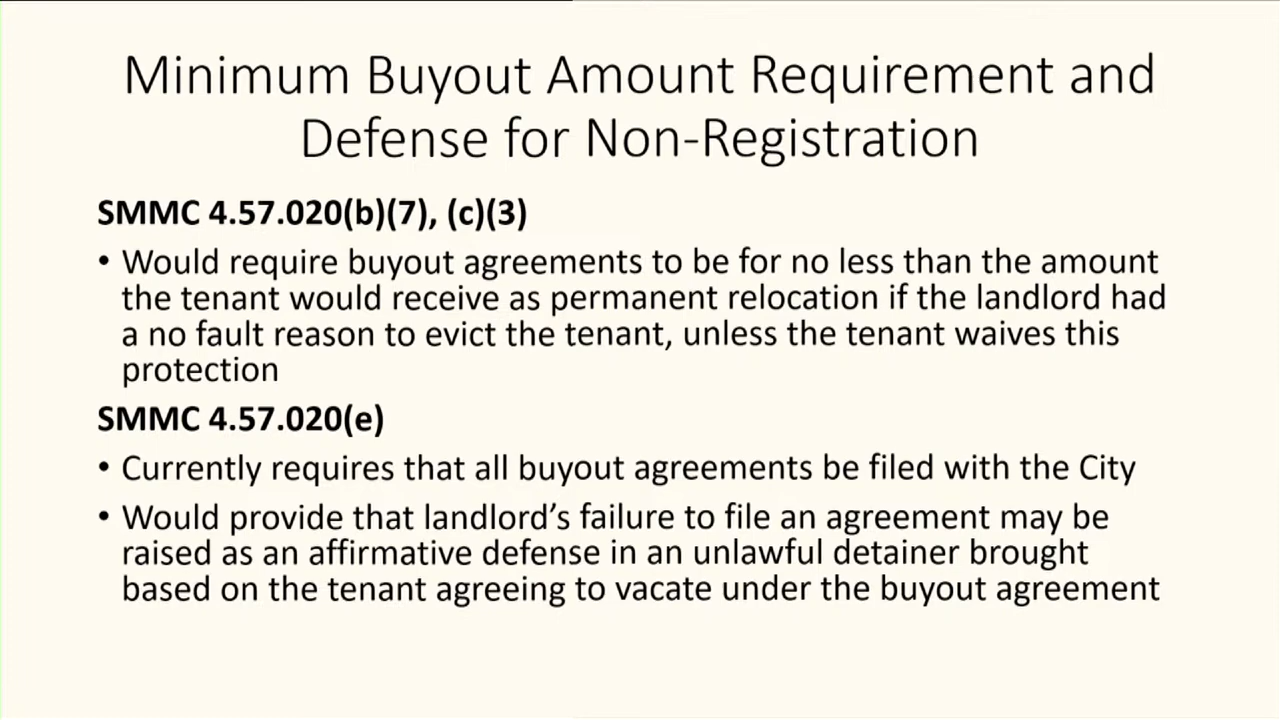 Minimum Buyout Amount Requirement and
Defense for Non-Registration
SMMC 4.57.020(b)(7), (c)(3)
• Would require buyout agreements to be for no less than the amount
the tenant would receive as permanent relocation if the landlord had
a no fault reason to evict the tenant, unless the tenant waives this
protection
SMMC 4.57.020(e)
• Currently requires that all buyout agreements be filed with the City
• Would provide that landlord’s failure to file an agreement may be
raised as an affirmative defense in an unlawful detainer brought
based on the tenant agreeing to vacate under the buyout agreement